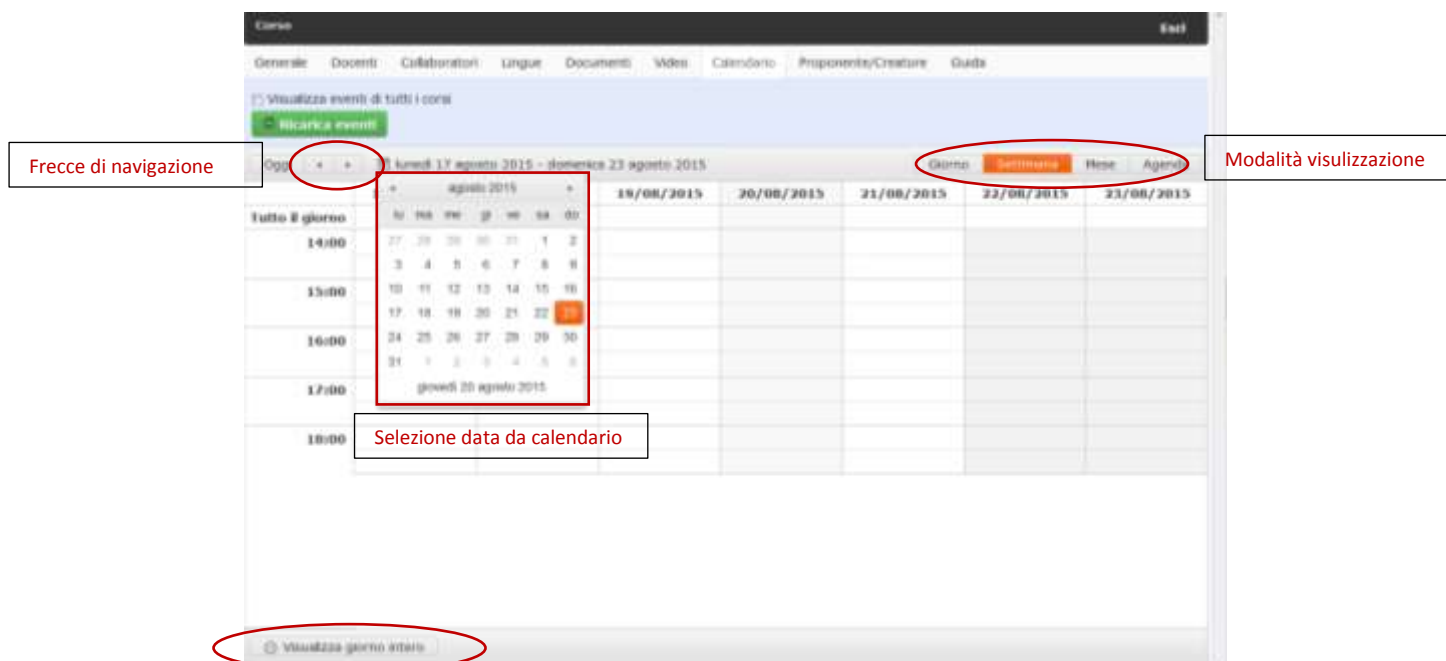 Corso Esci
Generale Docenti Collaboratori Lingue Documenti Video Calendario Proponente/Creatore Guida
Visualizza eventi di tutti i corsi
Ricarica eventi
Frecce di navigazione
Oggi lunedì 17 agosto 2015 - domenica 23 agosto 2015 Giorno Settimana Mese Agenda
Modalità visulizzazione
19/08/2015 20/08/2015 21/08/2015 22/08/2015 23/08/2015
agosto 2015
Tutto il giorno
lu ma me gi ve sa do
14:00
27 28 29 30 31 1 2
3 4 5 6 7 8 9
15:00
10 11 12 13 14 15 16
17 18 19 20 21 22 23
16:00
24 25 26 27 28 29 30
31 1 2 3 4 5 6
17:00
giovedì 20 agosto 2015
18:00
Selezione data da calendario
Visualizza giorno intero